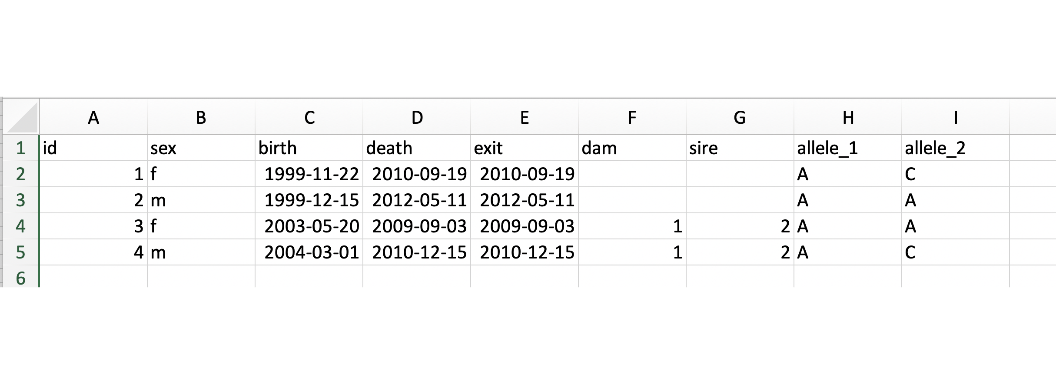 A B C D E F G H I
1 id sex birth death exit dam sire allele_1 allele_2
2 1 f 1999-11-22 2010-09-19 2010-09-19 A C
3 2 m 1999-12-15 2012-05-11 2012-05-11 A A
4 3 f 2003-05-20 2009-09-03 2009-09-03 1 2 A A
5 4 m 2004-03-01 2010-12-15 2010-12-15 1 2 A C
6